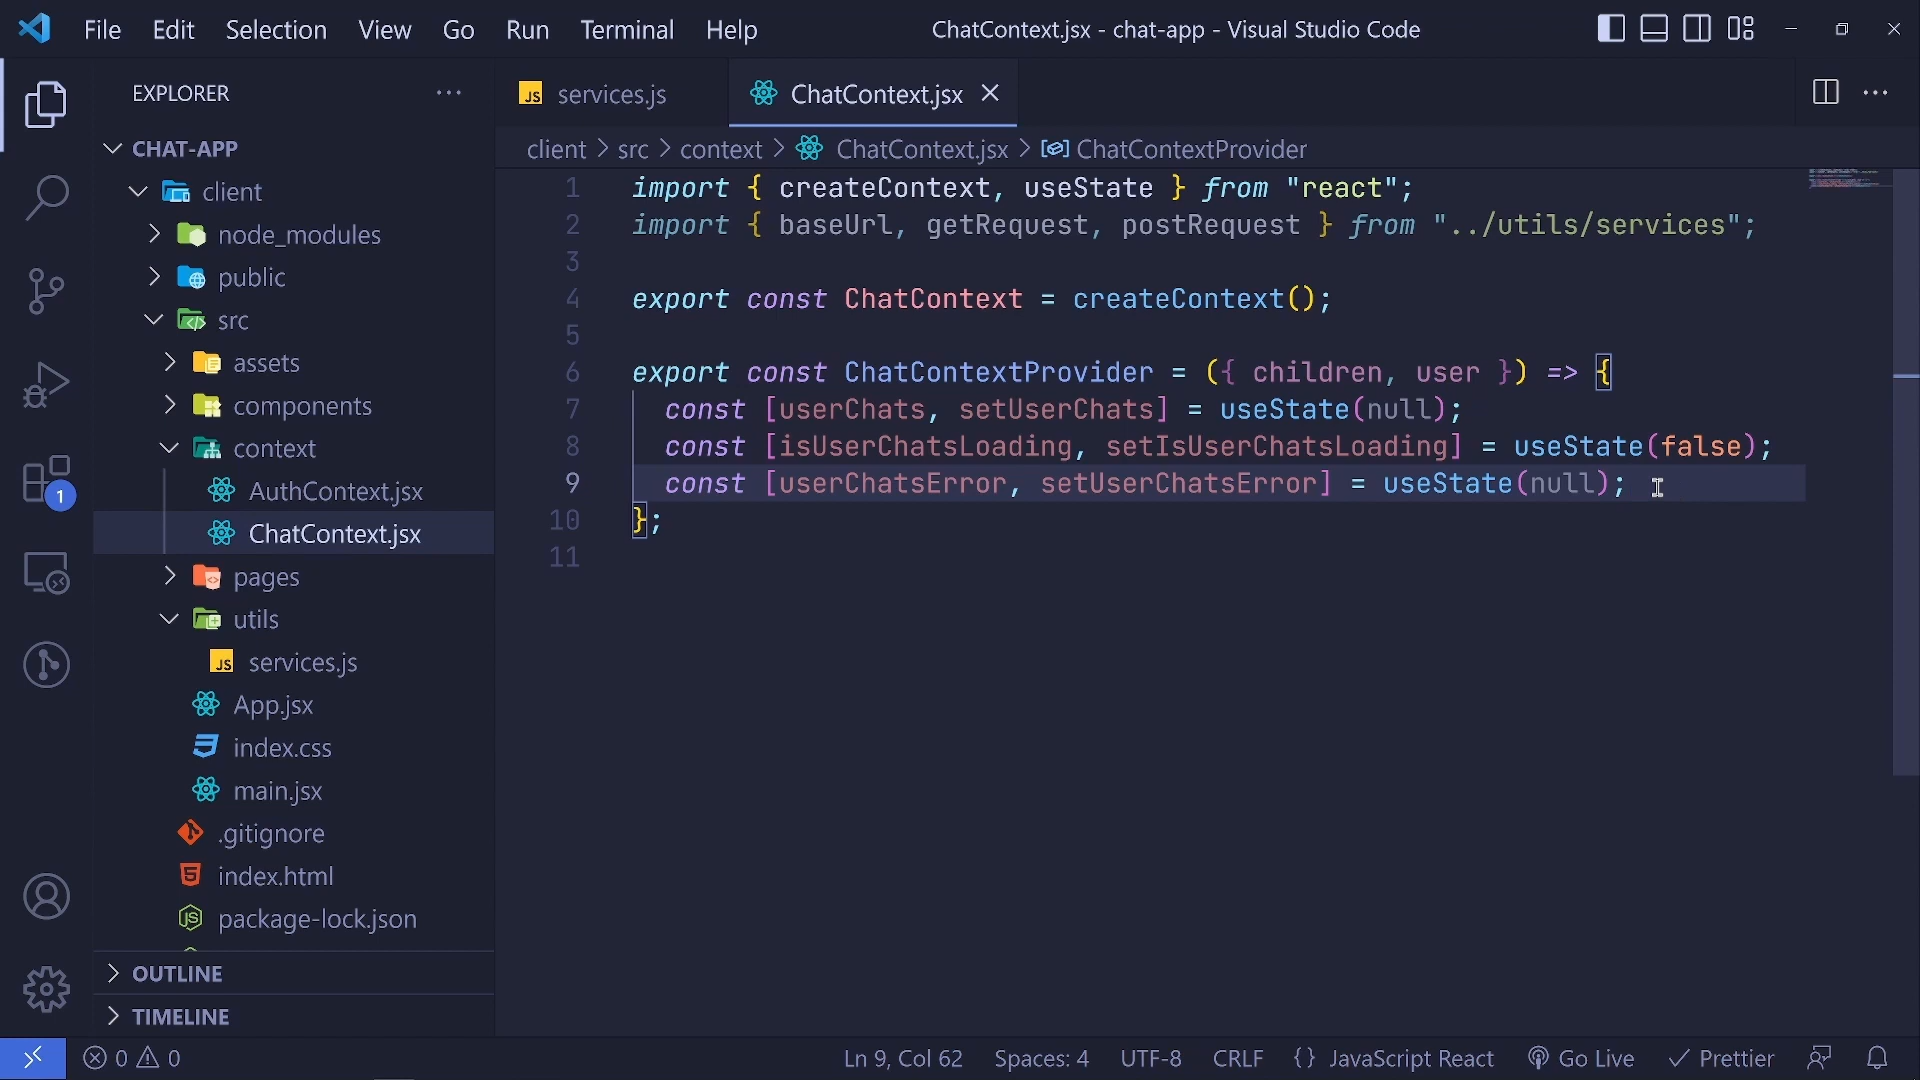 File Edit Selection View Go Run Terminal Help
ChatContext.jsx - chat-app - Visual Studio Code
EXPLORER
CHAT-APP
client
node_modules
public
src
assets
components
context
AuthContext.jsx
ChatContext.jsx
pages
utils
JS services.js
App.jsx
index.css
main.jsx
.gitignore
index.html
package-lock.json
OUTLINE
TIMELINE
1
JS services.js
ChatContext.jsx
client > src > context > ChatContext.jsx > ChatContextProvider
1 import { createContext, useState } from "react";
2 import { baseUrl, getRequest, postRequest } from "../utils/services";
3
4 export const ChatContext = createContext();
5
6 export const ChatContextProvider = ({ children, user }) => {
7 const [userChats, setUserChats] = useState(null);
8 const [isUserChatsLoading, setIsUserChatsLoading] = useState(false);
9 const [userChatsError, setUserChatsError] = useState(null);
10 };
11
0 0
Ln 9, Col 62 Spaces: 4 UTF-8 CRLF {} JavaScript React Go Live Prettier